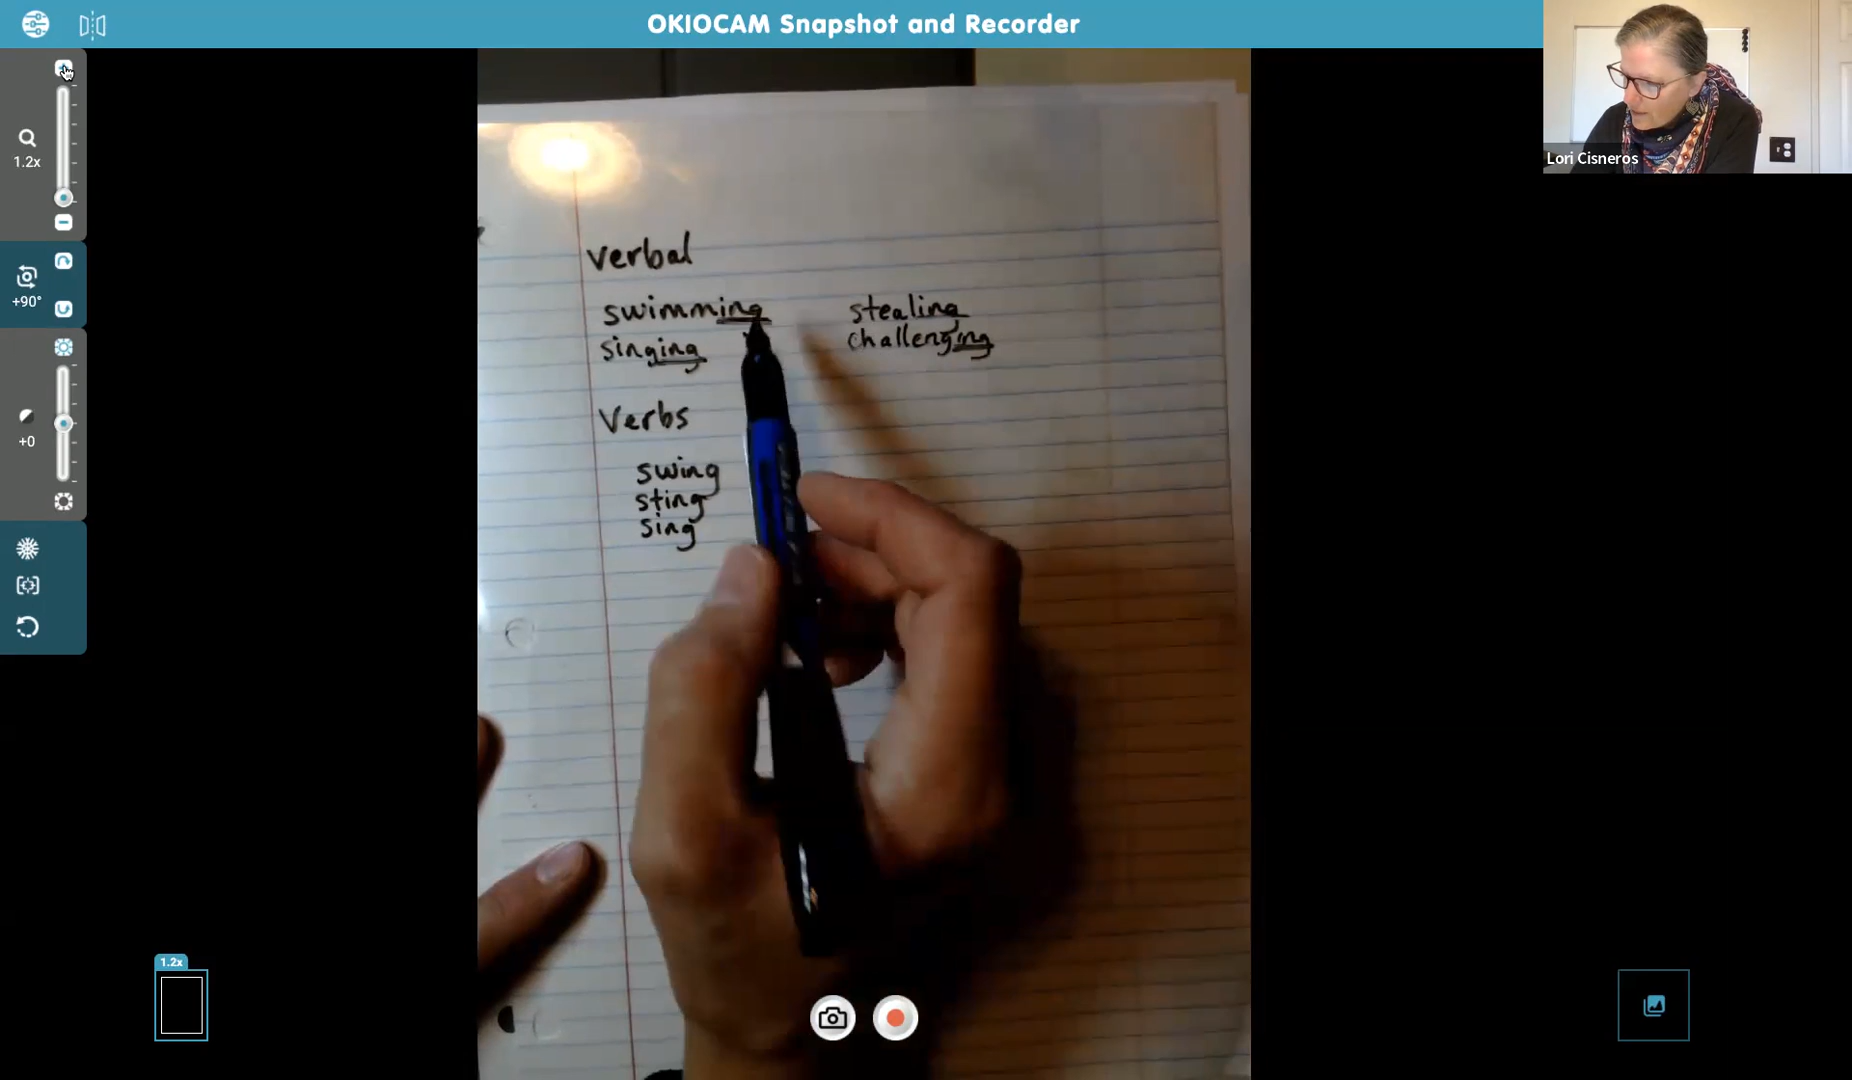 OKIOCAM Snapshot and Recorder
Lori Cisneros
1.2x
+90°
+0
verbal
swimming stealing
singing challenging
Verbs
swing
sting
sing
1.2x